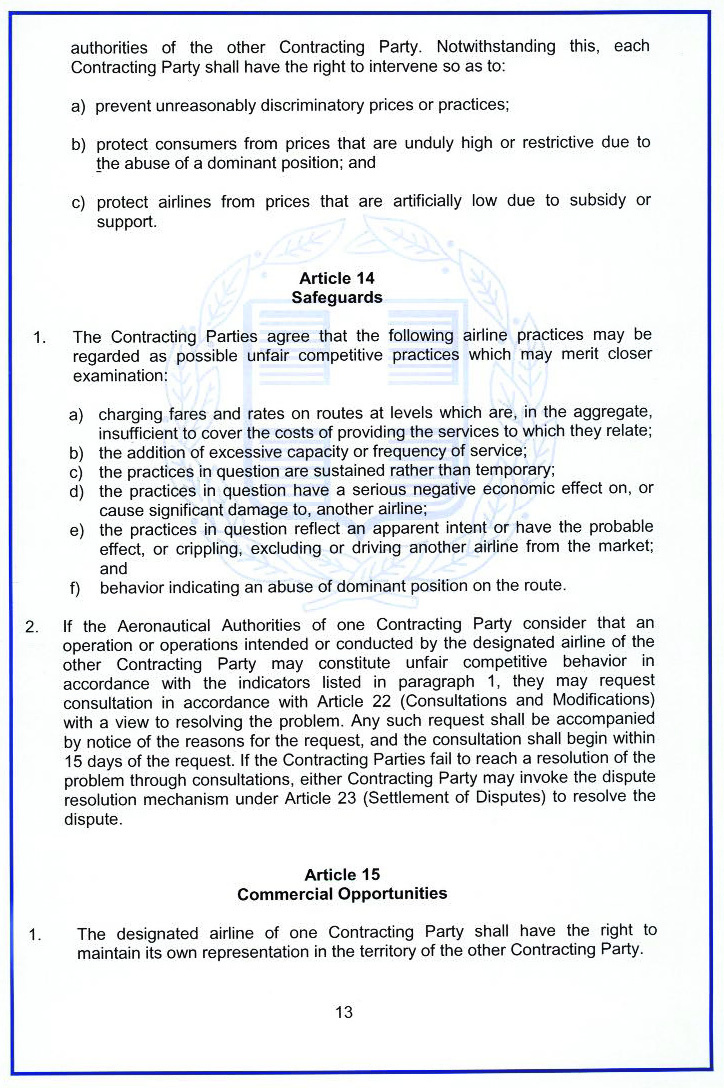 authorities of the other Contracting Party. Notwithstanding this, each
Contracting Party shall have the right to intervene so as to:
a) prevent unreasonably discriminatory prices or practices;
b) protect consumers from prices that are unduly high or restrictive due to
the abuse of a dominant position; and
c) protect airlines from prices that are artificially low due to subsidy or
support.
Article 14
Safeguards
1. The Contracting Parties agree that the following airline practices may be
regarded as possible unfair competitive practices which may merit closer
examination:
a) charging fares and rates on routes at levels which are, in the aggregate,
insufficient to cover the costs of providing the services to which they relate;
b) the addition of excessive capacity or frequency of service;
c) the practices in question are sustained rather than temporary;
d) the practices in question have a serious negative economic effect on, or
cause significant damage to, another airline;
e) the practices in question reflect an apparent intent or have the probable
effect, or crippling, excluding or driving another airline from the market;
and
f) behavior indicating an abuse of dominant position on the route.
2. If the Aeronautical Authorities of one Contracting Party consider that an
operation or operations intended or conducted by the designated airline of the
other Contracting Party may constitute unfair competitive behavior in
accordance with the indicators listed in paragraph 1, they may request
consultation in accordance with Article 22 (Consultations and Modifications)
with a view to resolving the problem. Any such request shall be accompanied
by notice of the reasons for the request, and the consultation shall begin within
15 days of the request. If the Contracting Parties fail to reach a resolution of the
problem through consultations, either Contracting Party may invoke the dispute
resolution mechanism under Article 23 (Settlement of Disputes) to resolve the
dispute.
Article 15
Commercial Opportunities
1. The designated airline of one Contracting Party shall have the right to
maintain its own representation in the territory of the other Contracting Party.
13